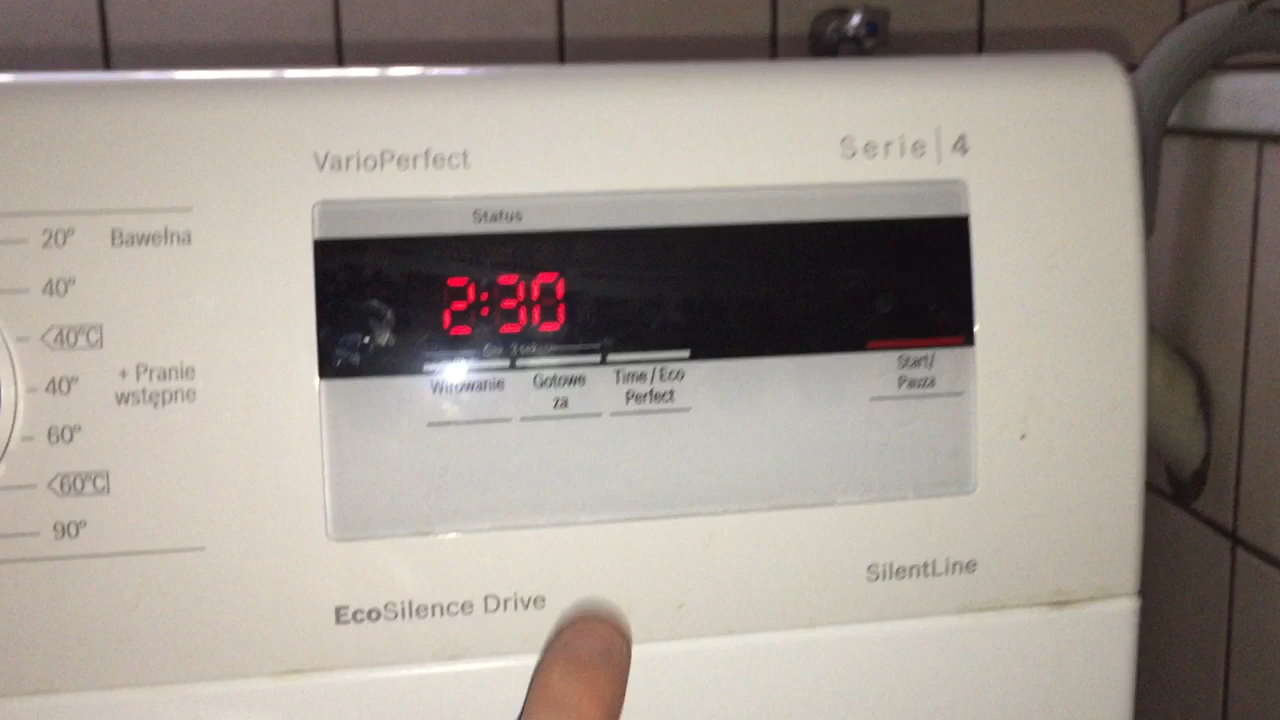 VarioPerfect
Serie | 4
Status
20° Bawełna
40°
40°C
40° + Pranie
wstępne
60°
60°C
90°
2:30
Wirowanie
Gotowe
za
Time / Eco
Perfect
Start/
Pauza
EcoSilence Drive
SilentLine